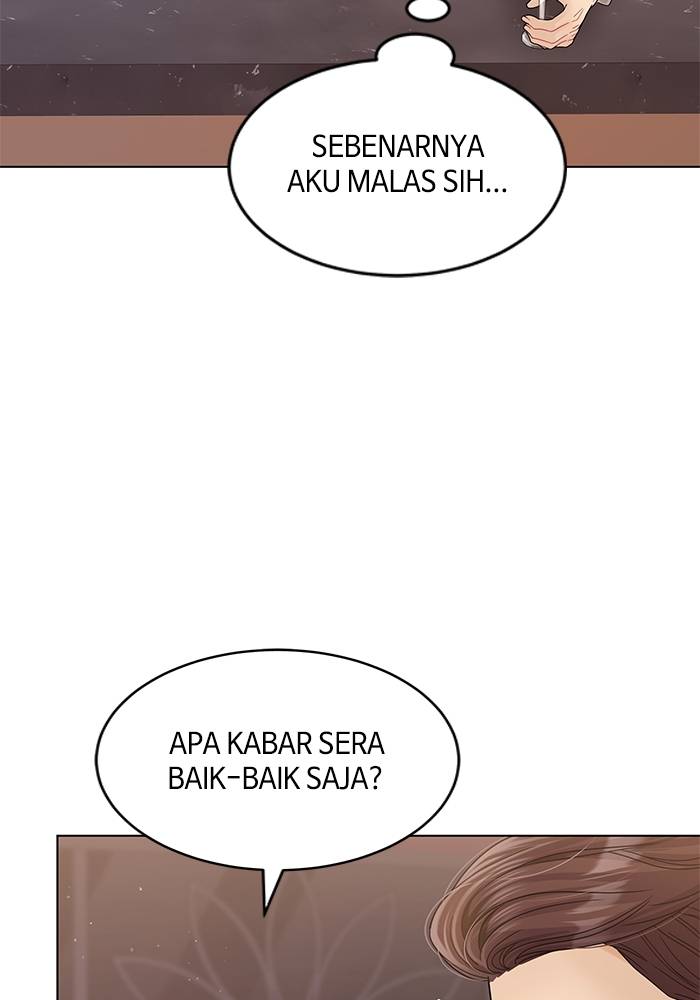 SEBENARNYA
AKU MALAS SIH...
APA KABAR SERA
BAIK-BAIK SAJA?